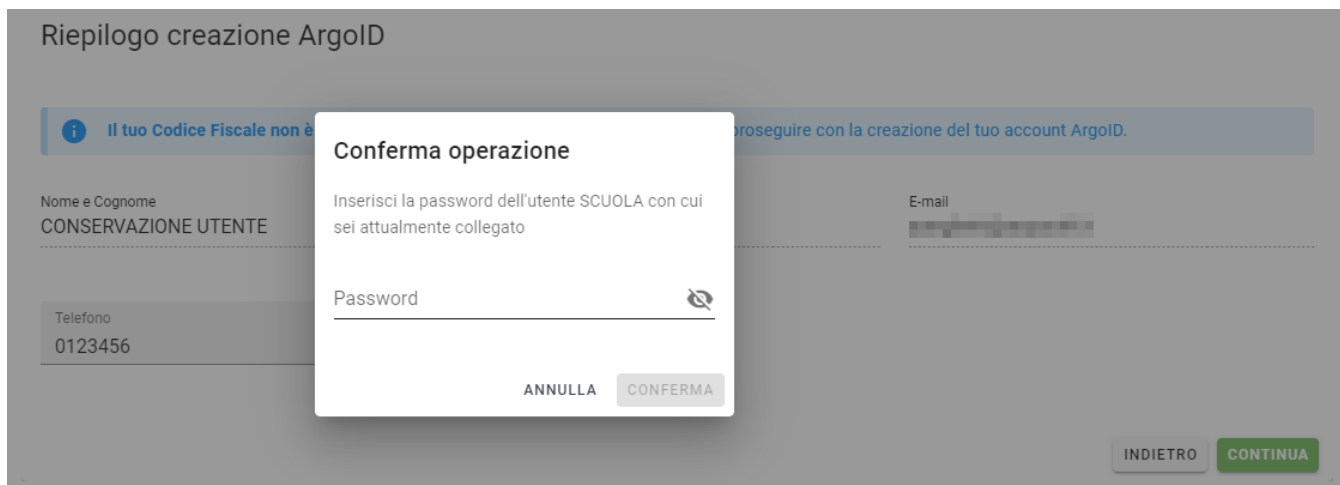 Riepilogo creazione ArgoID
Il tuo Codice Fiscale non è
proseguire con la creazione del tuo account ArgoID.
Conferma operazione
Inserisci la password dell'utente SCUOLA con cui
sei attualmente collegato
Password
ANNULLA CONFERMA
Nome e Cognome
CONSERVAZIONE UTENTE
E-mail
Telefono
0123456
INDIETRO CONTINUA